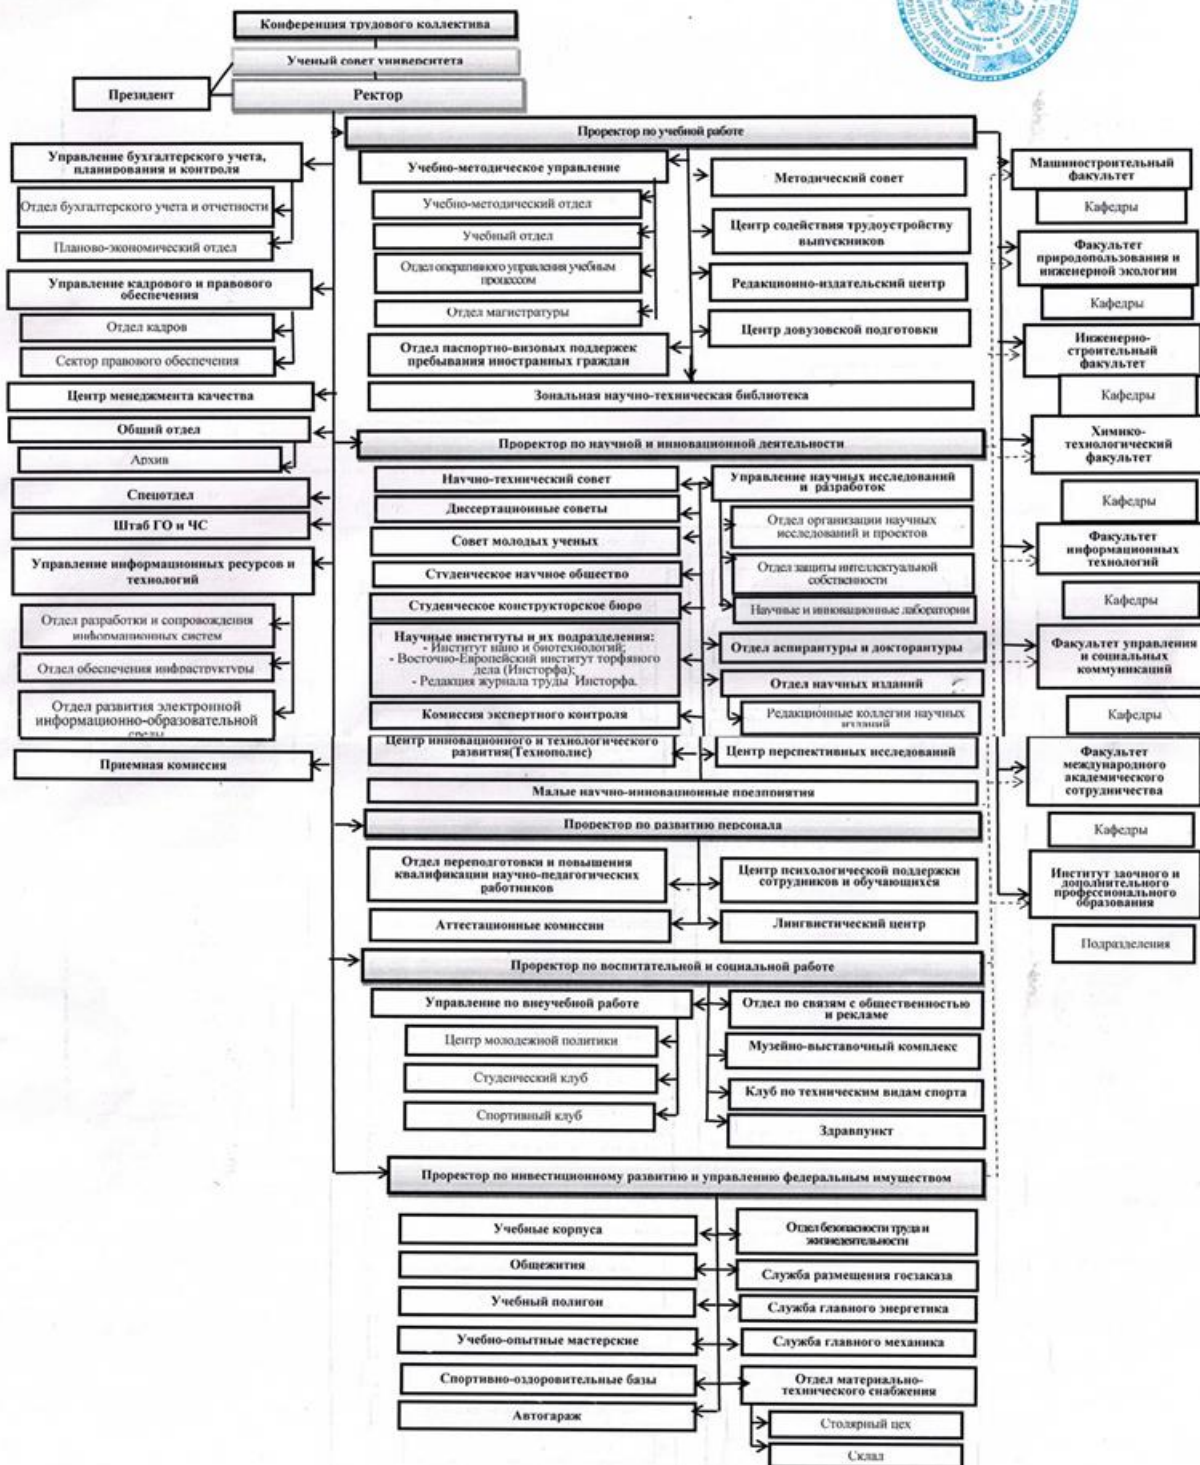 Конференция трудового коллектива
Ученый совет университета
Президент
Ректор
Проректор по учебной работе
Управление бухгалтерского учета,
планирования и контроля
Отдел бухгалтерского учета и отчетности
Планово-экономический отдел
Управление кадрового и правового
обеспечения
Отдел кадров
Сектор правового обеспечения
Центр менеджмента качества
Общий отдел
Архив
Спецотдел
Штаб ГО и ЧС
Управление информационных ресурсов и
технологий
Отдел разработки и сопровождения
информационных систем
Отдел обеспечения инфраструктуры
Отдел развития электронной
информационно-образовательной
среды
Приемная комиссия
Учебно-методическое управление
Учебно-методический отдел
Учебный отдел
Отдел оперативного управления учебным
процессом
Отдел магистратуры
Отдел паспортно-визовых поддержек
пребывания иностранных граждан
Методический совет
Центр содействия трудоустройству
выпускников
Редакционно-издательский центр
Центр довузовской подготовки
Зональная научно-техническая библиотека
Проректор по научной и инновационной деятельности
Научно-технический совет
Диссертационные советы
Совет молодых ученых
Студенческое научное общество
Студенческое конструкторское бюро
Научные институты и их подразделения:
- Институт нано и биотехнологий;
- Восточно-Европейский институт торфяного
дела (Инсторфа);
- Редакция журнала труды Инсторфа.
Комиссия экспертного контроля
Центр инновационного и технологического
развития(Технополис)
Управление научных исследований
и разработок
Отдел организации научных
исследований и проектов
Отдел защиты интеллектуальной
собственности
Научные и инновационные лаборатории
Отдел аспирантуры и докторантуры
Отдел научных изданий
Редакционные коллегии научных
изданий
Центр перспективных исследований
Малые научно-инновационные предприятия
Проректор по развитию персонала
Отдел переподготовки и повышения
квалификации научно-педагогических
работников
Аттестационные комиссии
Центр психологической поддержки
сотрудников и обучающихся
Лингвистический центр
Проректор по воспитательной и социальной работе
Управление по внеучебной работе
Центр молодежной политики
Студенческий клуб
Спортивный клуб
Отдел по связям с общественностью
и рекламе
Музейно-выставочный комплекс
Клуб по техническим видам спорта
Здравпункт
Проректор по инвестиционному развитию и управлению федеральным имуществом
Учебные корпуса
Общежития
Учебный полигон
Учебно-опытные мастерские
Спортивно-оздоровительные базы
Автогараж
Отдел безопасности труда и
жизнедеятельности
Служба размещения госзаказа
Служба главного энергетика
Служба главного механика
Отдел материально-
технического снабжения
Столярный цех
Склад
Машиностроительный
факультет
Кафедры
Факультет
природопользования и
инженерной экологии
Кафедры
Инженерно-
строительный
факультет
Кафедры
Химико-
технологический
факультет
Кафедры
Факультет
информационных
технологий
Кафедры
Факультет управления
и социальных
коммуникаций
Кафедры
Факультет
международного
академического
сотрудничества
Кафедры
Институт заочного и
дополнительного
профессионального
образования
Подразделения